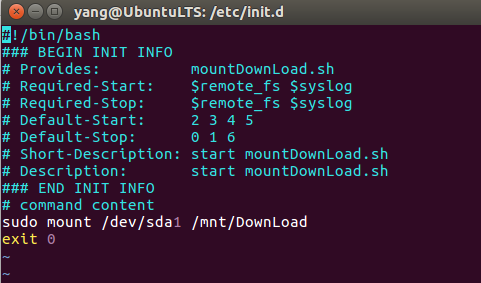 yang@UbuntuLTS: /etc/init.d
#!/bin/bash
### BEGIN INIT INFO
# Provides:          mountDownLoad.sh
# Required-Start:    $remote_fs $syslog
# Required-Stop:     $remote_fs $syslog
# Default-Start:     2 3 4 5
# Default-Stop:      0 1 6
# Short-Description: start mountDownLoad.sh
# Description:       start mountDownLoad.sh
### END INIT INFO
# command content
sudo mount /dev/sda1 /mnt/DownLoad
exit 0
~
~